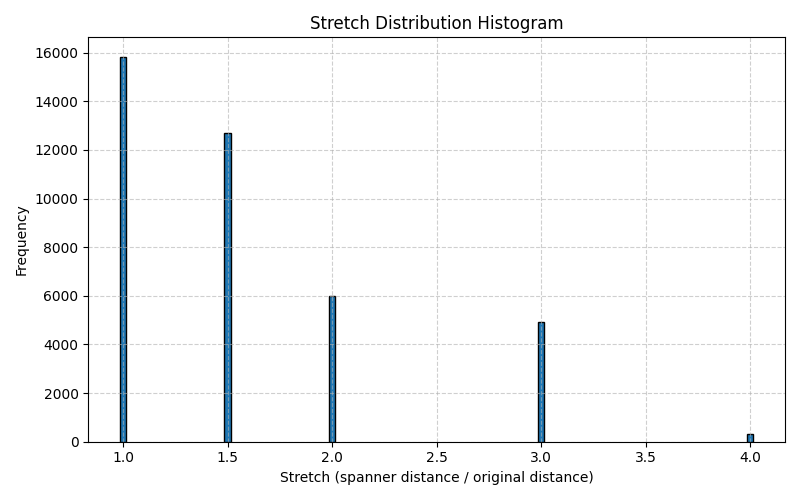 Stretch Distribution Histogram
Frequency
16000
14000
12000
10000
8000
6000
4000
2000
0
1.0 1.5 2.0 2.5 3.0 3.5 4.0
Stretch (spanner distance / original distance)